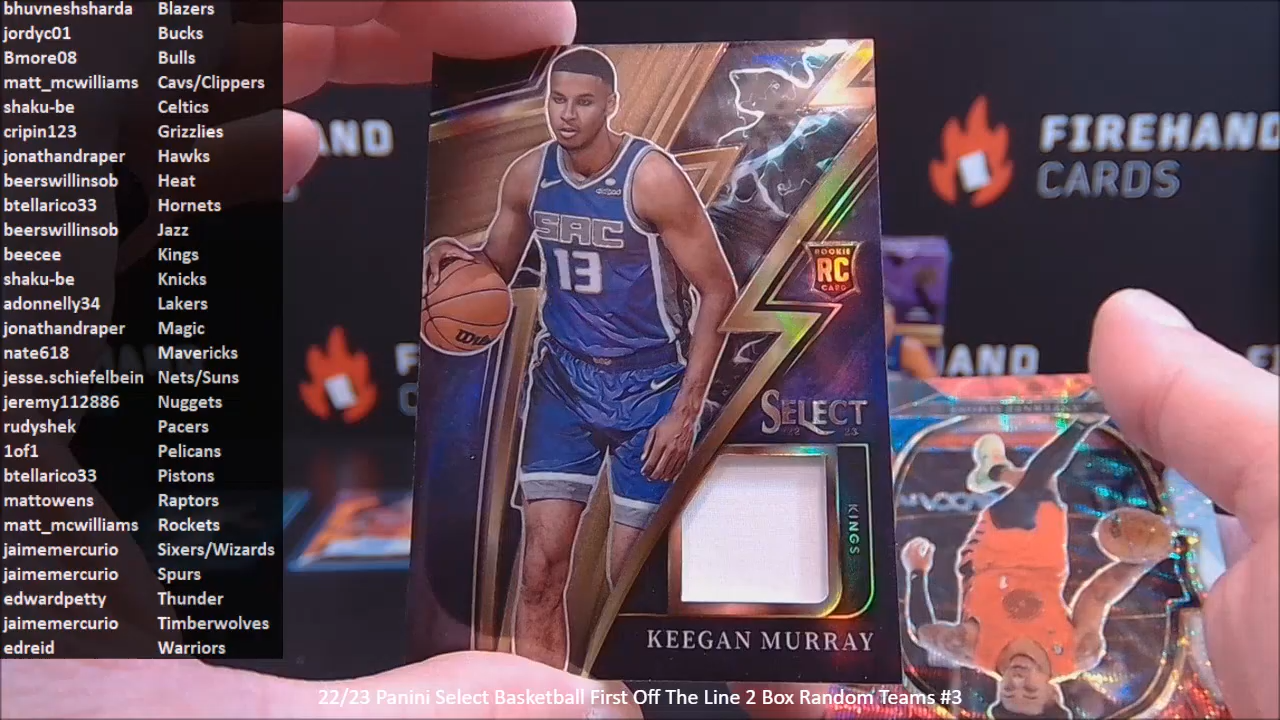 bhuvneshsharda Blazers
jordyc01 Bucks
Bmore08 Bulls
matt_mcwilliams Cavs/Clippers
shaku-be Celtics
cripin123 Grizzlies
jonathandraper Hawks
beerswillinsob Heat
btellarico33 Hornets
beerswillinsob Jazz
beecee Kings
shaku-be Knicks
adonnelly34 Lakers
jonathandraper Magic
nate618 Mavericks
jesse.schiefelbein Nets/Suns
jeremy112886 Nuggets
rudyshek Pacers
1of1 Pelicans
btellarico33 Pistons
mattowens Raptors
matt_mcwilliams Rockets
jaimemercurio Sixers/Wizards
jaimemercurio Spurs
edwardpetty Thunder
jaimemercurio Timberwolves
edreid Warriors
AND
FIREHAND
CARDS
HAND
SAC
13
ROOKIE
RC
CARD
SELECT
22 23
KINGS
KEEGAN MURRAY
22/23 Panini Select Basketball First Off The Line 2 Box Random Teams #3